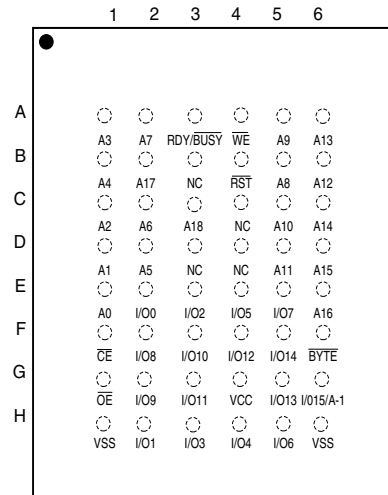 1 2 3 4 5 6
A
A3 A7 RDY/BUSY WE A9 A13
B
A4 A17 NC RST A8 A12
C
A2 A6 A18 NC A10 A14
D
A1 A5 NC NC A11 A15
E
A0 I/O0 I/O2 I/O5 I/O7 A16
F
CE I/O8 I/O10 I/O12 I/O14 BYTE
G
OE I/O9 I/O11 VCC I/O13 I/015/A-1
H
VSS I/O1 I/O3 I/O4 I/O6 VSS